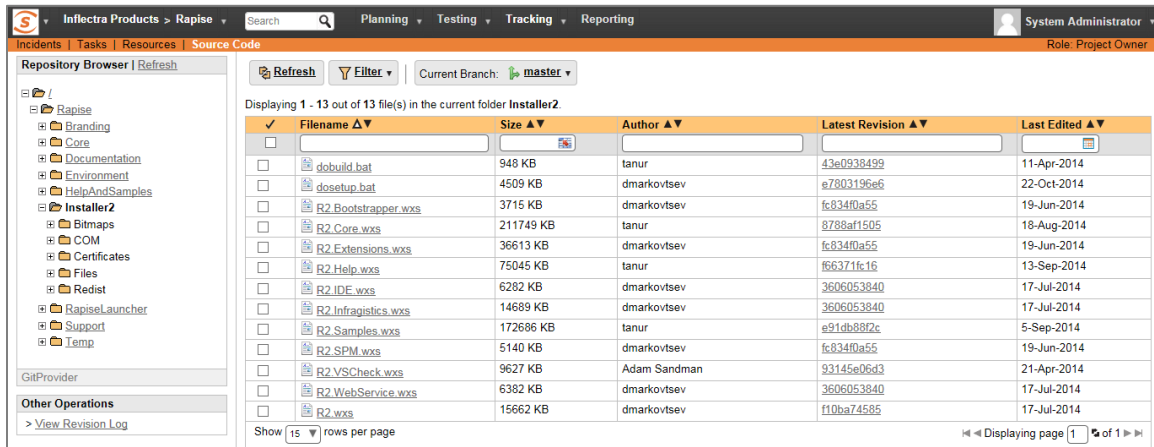 Inflectra Products > Rapise Search Planning Testing Tracking Reporting System Administrator
Incidents | Tasks | Resources | Source Code Role: Project Owner
Repository Browser | Refresh
/
Rapise
Branding
Core
Documentation
Environment
HelpAndSamples
Installer2
Bitmaps
COM
Certificates
Files
Redist
RapiseLauncher
Support
Temp
GitProvider
Other Operations
> View Revision Log
Refresh Filter Current Branch: master
Displaying 1 - 13 out of 13 file(s) in the current folder Installer2.
Filename Size Author Latest Revision Last Edited
dobuild.bat 948 KB tanur 43e0938499 11-Apr-2014
dosetup.bat 4509 KB dmarkovtsev e7803196e6 22-Oct-2014
R2.Bootstrapper.wxs 3715 KB dmarkovtsev fc834f0a55 19-Jun-2014
R2.Core.wxs 211749 KB tanur 8788af1505 18-Aug-2014
R2.Extensions.wxs 36613 KB dmarkovtsev fc834f0a55 19-Jun-2014
R2.Help.wxs 75045 KB tanur f66371fc16 13-Sep-2014
R2.IDE.wxs 6282 KB dmarkovtsev 3606053840 17-Jul-2014
R2.Infragistics.wxs 14689 KB dmarkovtsev 3606053840 17-Jul-2014
R2.Samples.wxs 172686 KB tanur e91db88f2c 5-Sep-2014
R2.SPM.wxs 5140 KB dmarkovtsev fc834f0a55 19-Jun-2014
R2.VSCheck.wxs 9627 KB Adam Sandman 93145e06d3 21-Apr-2014
R2.WebService.wxs 6382 KB dmarkovtsev 3606053840 17-Jul-2014
R2.wxs 15662 KB dmarkovtsev f10ba74585 17-Jul-2014
Show 15 rows per page Displaying page 1 of 1